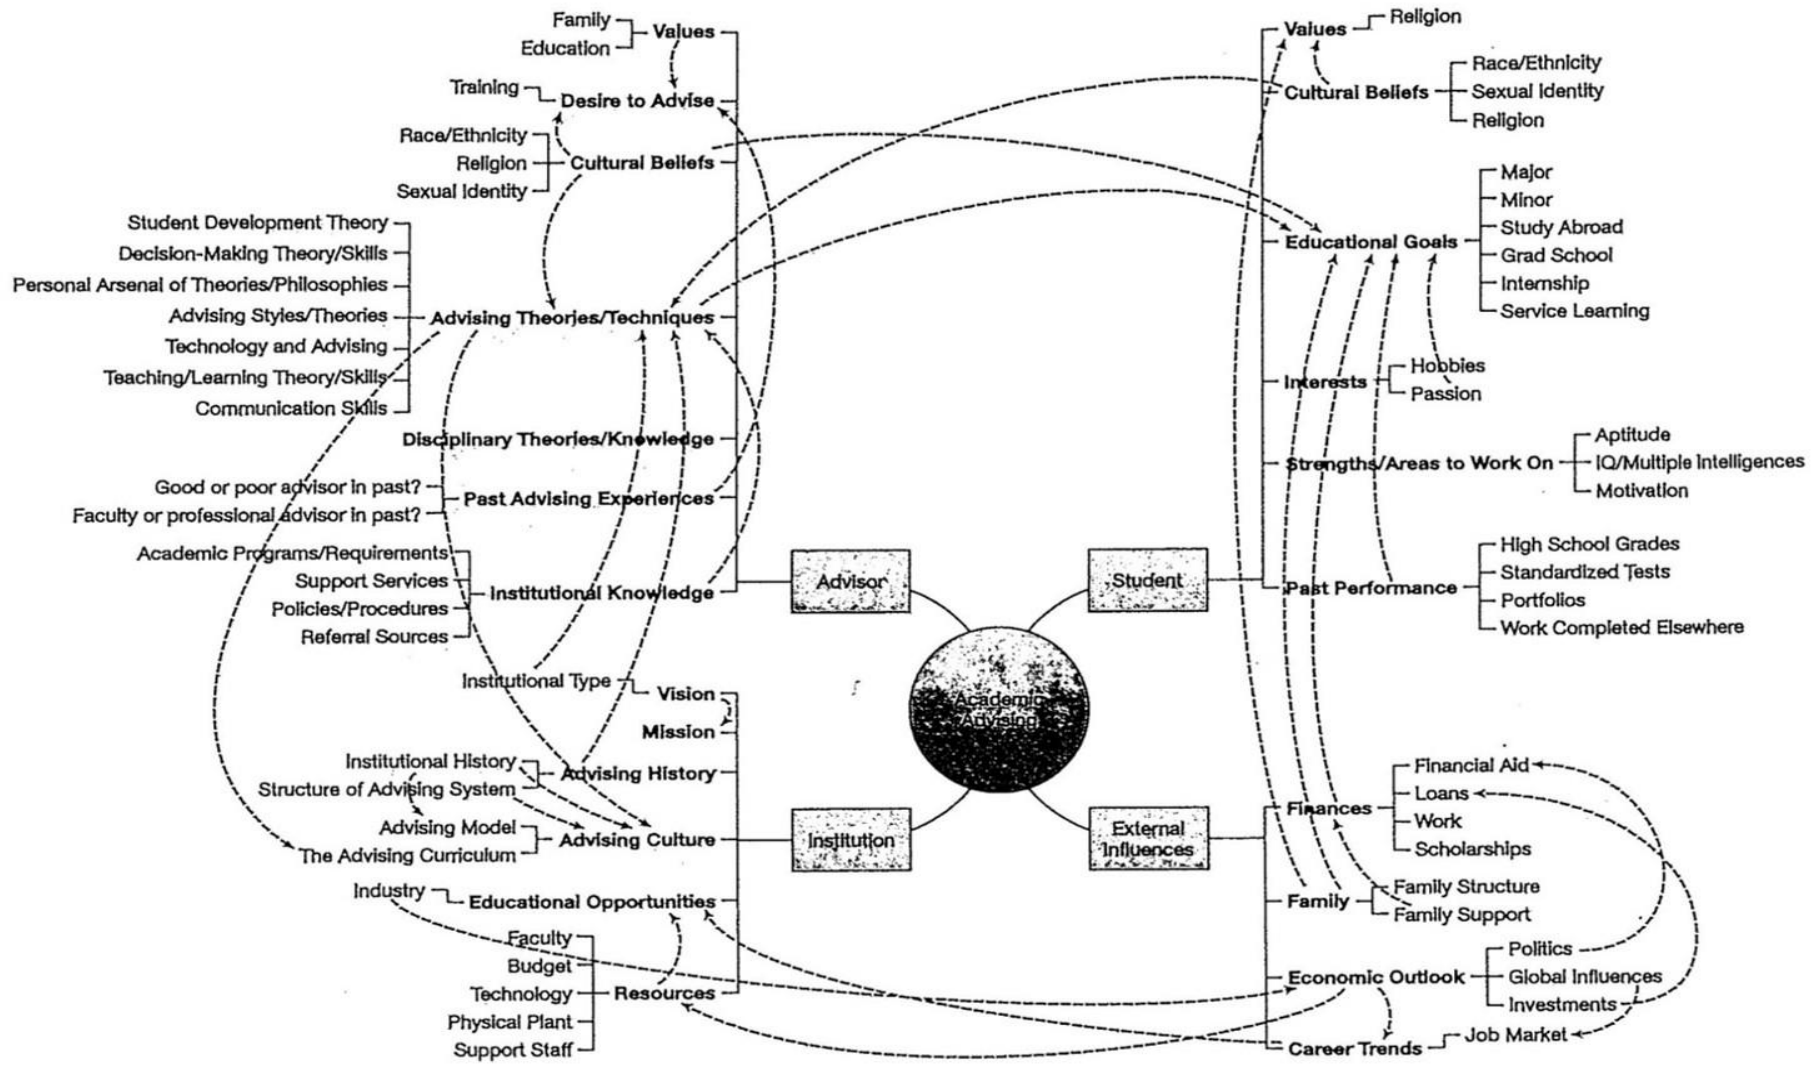 Family
Education
Values
Training
Desire to Advise
Race/Ethnicity
Religion
Sexual Identity
Cultural Beliefs
Student Development Theory
Decision-Making Theory/Skills
Personal Arsenal of Theories/Philosophies
Advising Styles/Theories
Technology and Advising
Teaching/Learning Theory/Skills
Communication Skills
Advising Theories/Techniques
Disciplinary Theories/Knowledge
Good or poor advisor in past?
Faculty or professional advisor in past?
Past Advising Experiences
Academic Programs/Requirements
Support Services
Policies/Procedures
Referral Sources
Institutional Knowledge
Advisor
Institutional Type
Vision
Mission
Institutional History
Structure of Advising System
Advising History
Advising Model
The Advising Curriculum
Advising Culture
Industry
Educational Opportunities
Faculty
Budget
Technology
Physical Plant
Support Staff
Resources
Institution
Academic
Advising
Student
Values
Religion
Cultural Beliefs
Race/Ethnicity
Sexual Identity
Religion
Educational Goals
Major
Minor
Study Abroad
Grad School
Internship
Service Learning
Interests
Hobbies
Passion
Strengths/Areas to Work On
Aptitude
IQ/Multiple Intelligences
Motivation
Past Performance
High School Grades
Standardized Tests
Portfolios
Work Completed Elsewhere
External
Influences
Finances
Financial Aid
Loans
Work
Scholarships
Family
Family Structure
Family Support
Economic Outlook
Politics
Global Influences
Investments
Career Trends
Job Market